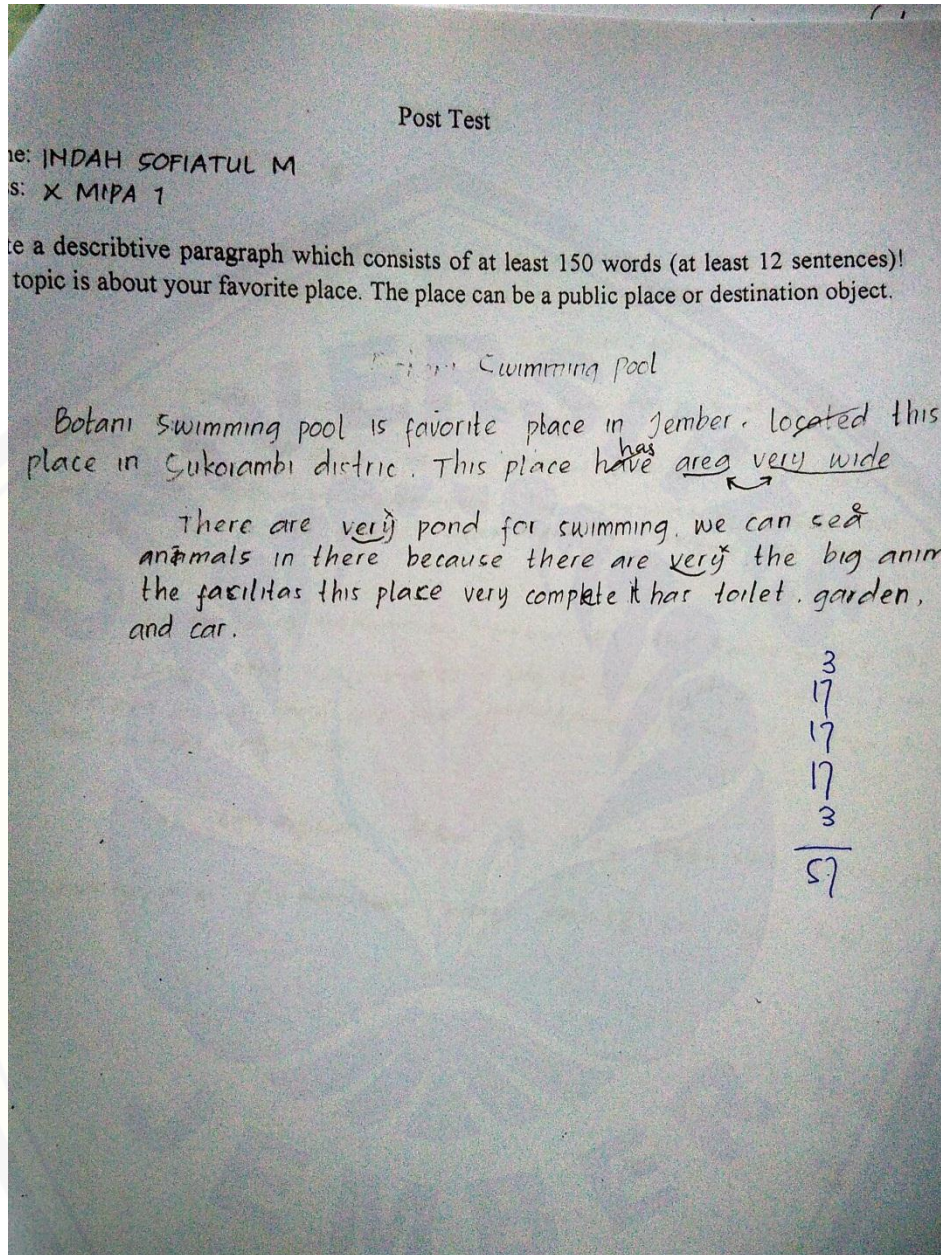 Post Test
ne: INDAH SOFIATUL M
s: X MIPA 1
te a describtive paragraph which consists of at least 150 words (at least 12 sentences)!
topic is about your favorite place. The place can be a public place or destination object.
Swimming Pool
Botani Swimming pool is favorite place in Jember. located this
place in Sukorambi distric. This place have has area very wide
There are very pond for swimming. we can see
animals in there because there are very the big anim
the facilitas this place very complete it has toilet, garden,
and car.
3
17
17
17
3
57